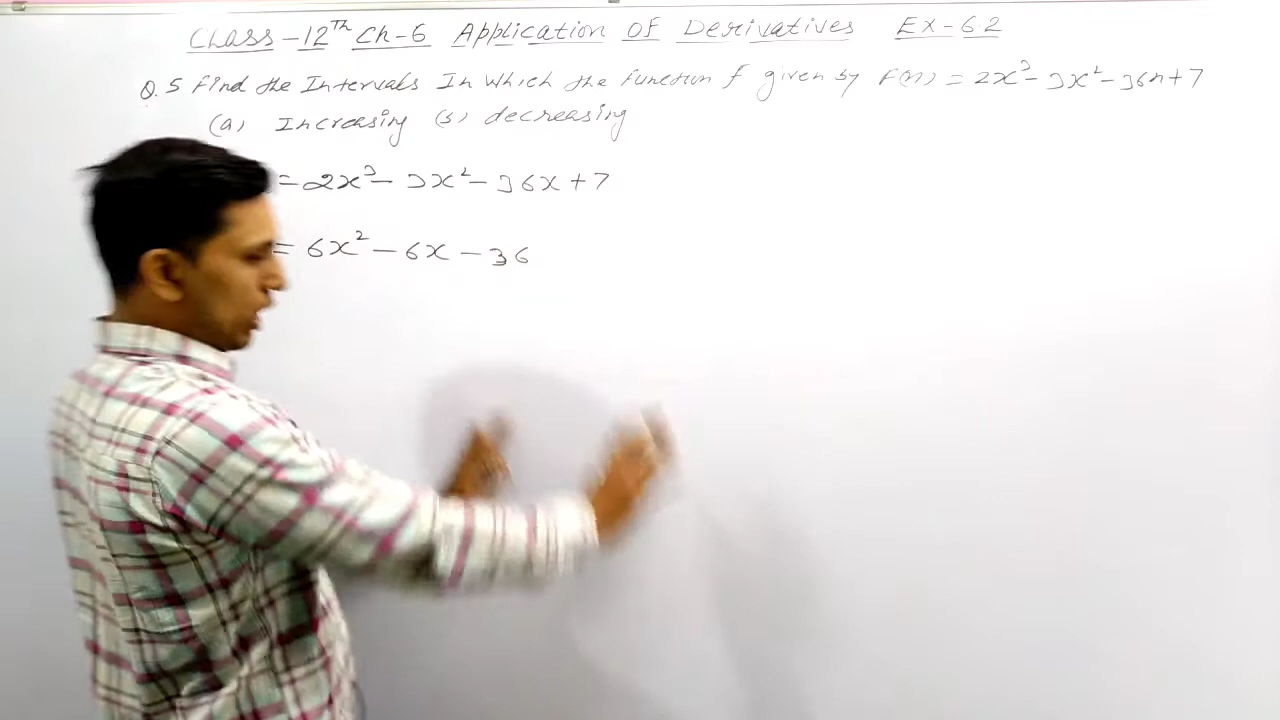 Class-12Th Ch-6 Application Of Derivatives EX-6.2
Q.5 Find the Intervals In Which the function f given by F(x) = 2x³-3x²-36x+7
(a) Increasing (b) decreasing
=2x³-3x²-36x+7
= 6x²-6x-36